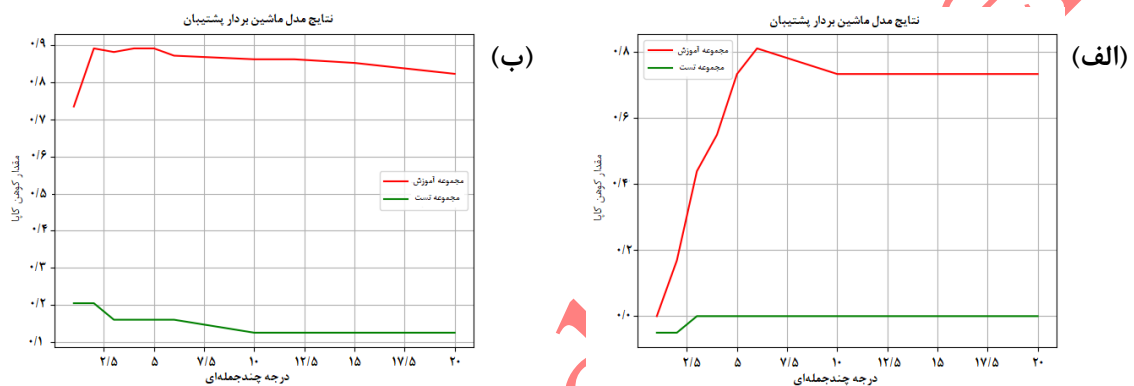 (الف)
نتایج مدل ماشین بردار پشتیبان
مجموعه آموزش
مجموعه تست
مقدار کوهن کاپا
۰/۸
۰/۶
۰/۴
۰/۲
۰/۰
۲/۵ ۵ ۷/۵ ۱۰ ۱۲/۵ ۱۵ ۱۷/۵ ۲۰
درجه چندجمله‌ای
(ب)
نتایج مدل ماشین بردار پشتیبان
مجموعه آموزش
مجموعه تست
مقدار کوهن کاپا
۰/۹
۰/۸
۰/۷
۰/۶
۰/۵
۰/۴
۰/۳
۰/۲
۰/۱
۲/۵ ۵ ۷/۵ ۱۰ ۱۲/۵ ۱۵ ۱۷/۵ ۲۰
درجه چندجمله‌ای